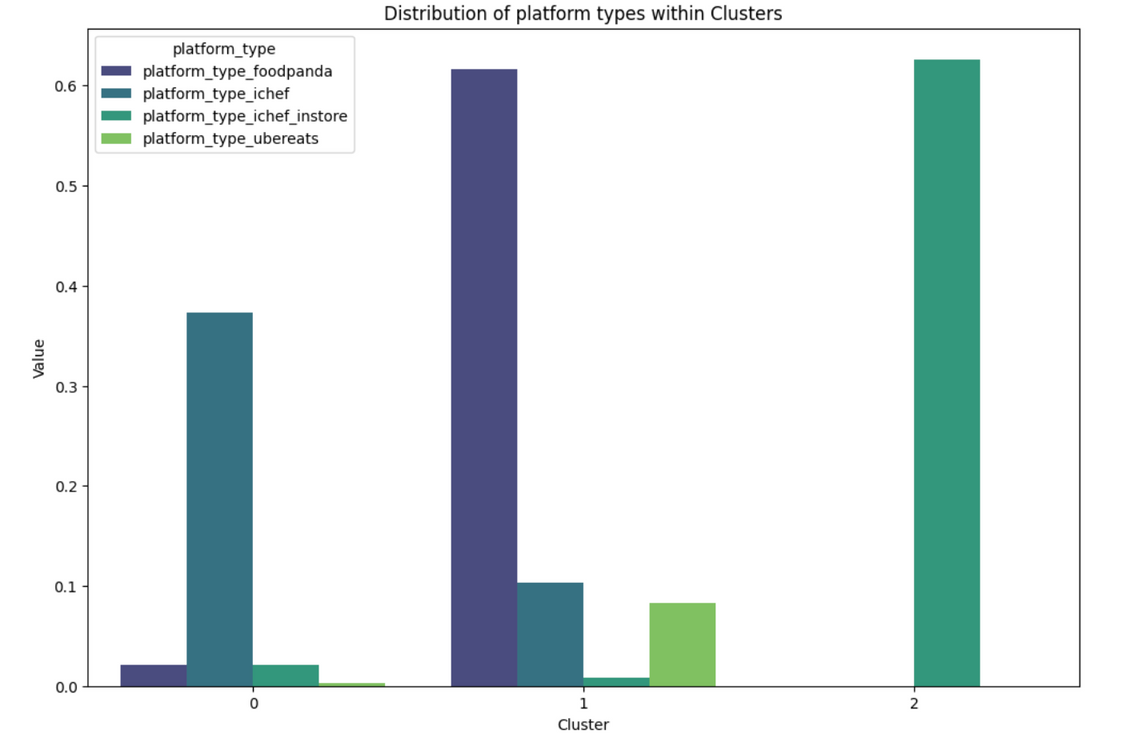 Distribution of platform types within Clusters
platform_type
platform_type_foodpanda
platform_type_ichef
platform_type_ichef_instore
platform_type_ubereats
0.6
0.5
0.4
0.3
0.2
0.1
0.0
Value
0 1 2
Cluster